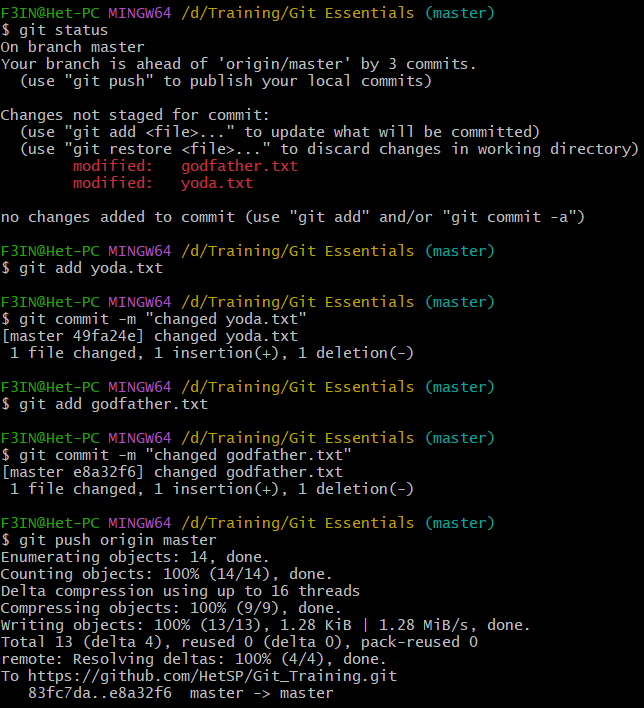 F3IN@Het-PC MINGW64 /d/Training/Git Essentials (master)
$ git status
On branch master
Your branch is ahead of 'origin/master' by 3 commits.
  (use "git push" to publish your local commits)

Changes not staged for commit:
  (use "git add <file>..." to update what will be committed)
  (use "git restore <file>..." to discard changes in working directory)
        modified:   godfather.txt
        modified:   yoda.txt

no changes added to commit (use "git add" and/or "git commit -a")

F3IN@Het-PC MINGW64 /d/Training/Git Essentials (master)
$ git add yoda.txt

F3IN@Het-PC MINGW64 /d/Training/Git Essentials (master)
$ git commit -m "changed yoda.txt"
[master 49fa24e] changed yoda.txt
 1 file changed, 1 insertion(+), 1 deletion(-)

F3IN@Het-PC MINGW64 /d/Training/Git Essentials (master)
$ git add godfather.txt

F3IN@Het-PC MINGW64 /d/Training/Git Essentials (master)
$ git commit -m "changed godfather.txt"
[master e8a32f6] changed godfather.txt
 1 file changed, 1 insertion(+), 1 deletion(-)

F3IN@Het-PC MINGW64 /d/Training/Git Essentials (master)
$ git push origin master
Enumerating objects: 14, done.
Counting objects: 100% (14/14), done.
Delta compression using up to 16 threads
Compressing objects: 100% (9/9), done.
Writing objects: 100% (13/13), 1.28 KiB | 1.28 MiB/s, done.
Total 13 (delta 4), reused 0 (delta 0), pack-reused 0
remote: Resolving deltas: 100% (4/4), done.
To https://github.com/HetSP/Git_Training.git
   83fc7da..e8a32f6  master -> master